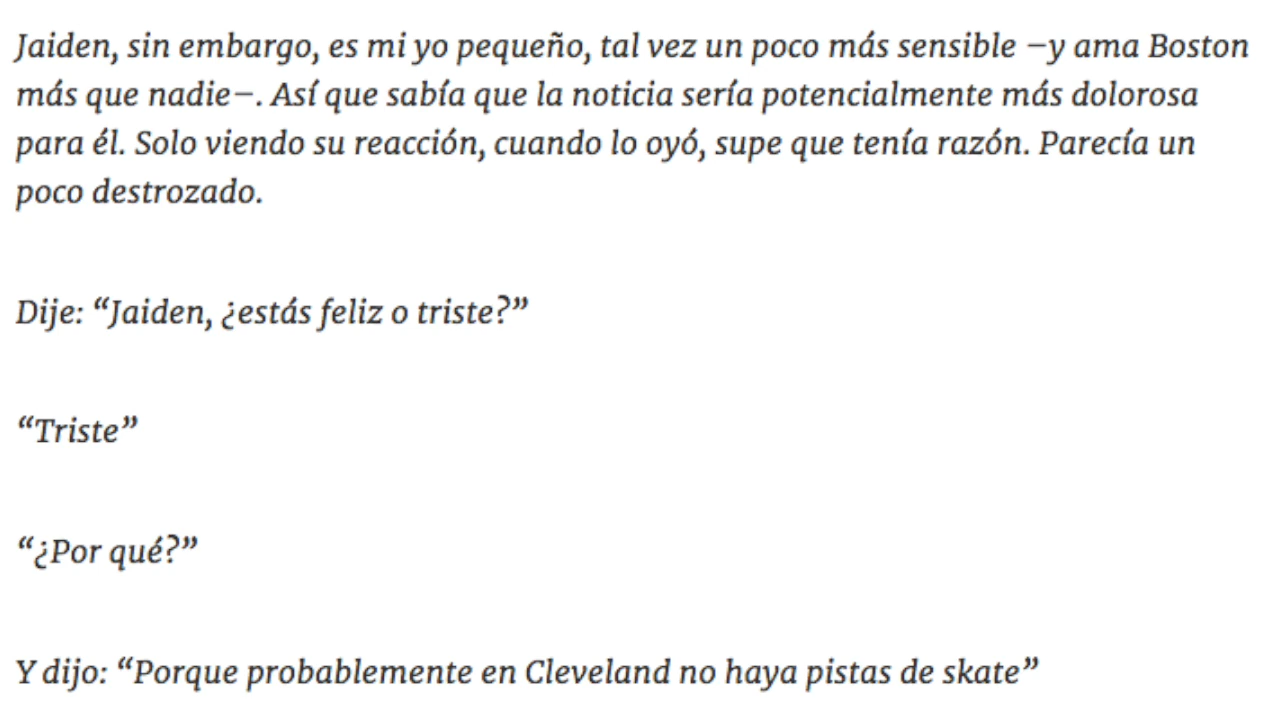 Jaiden, sin embargo, es mi yo pequeño, tal vez un poco más sensible –y ama Boston
más que nadie–. Así que sabía que la noticia sería potencialmente más dolorosa
para él. Solo viendo su reacción, cuando lo oyó, supe que tenía razón. Parecía un
poco destrozado.
Dije: “Jaiden, ¿estás feliz o triste?”
“Triste”
“¿Por qué?”
Y dijo: “Porque probablemente en Cleveland no haya pistas de skate”